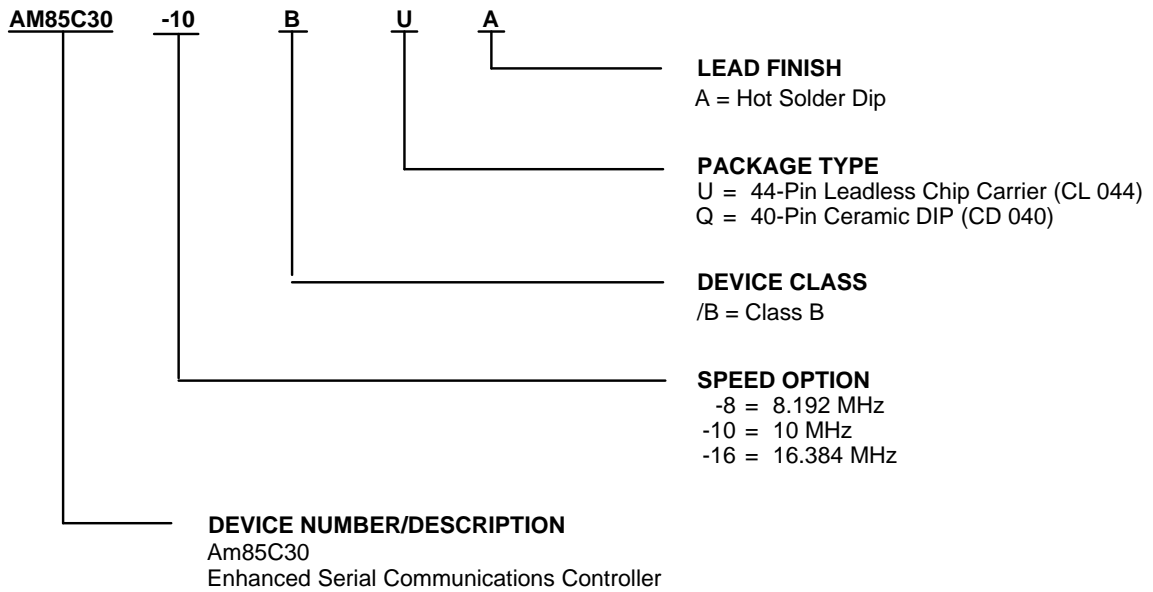 AM85C30 -10 B U A
LEAD FINISH
A = Hot Solder Dip
PACKAGE TYPE
U = 44-Pin Leadless Chip Carrier (CL 044)
Q = 40-Pin Ceramic DIP (CD 040)
DEVICE CLASS
/B = Class B
SPEED OPTION
-8 = 8.192 MHz
-10 = 10 MHz
-16 = 16.384 MHz
DEVICE NUMBER/DESCRIPTION
Am85C30
Enhanced Serial Communications Controller